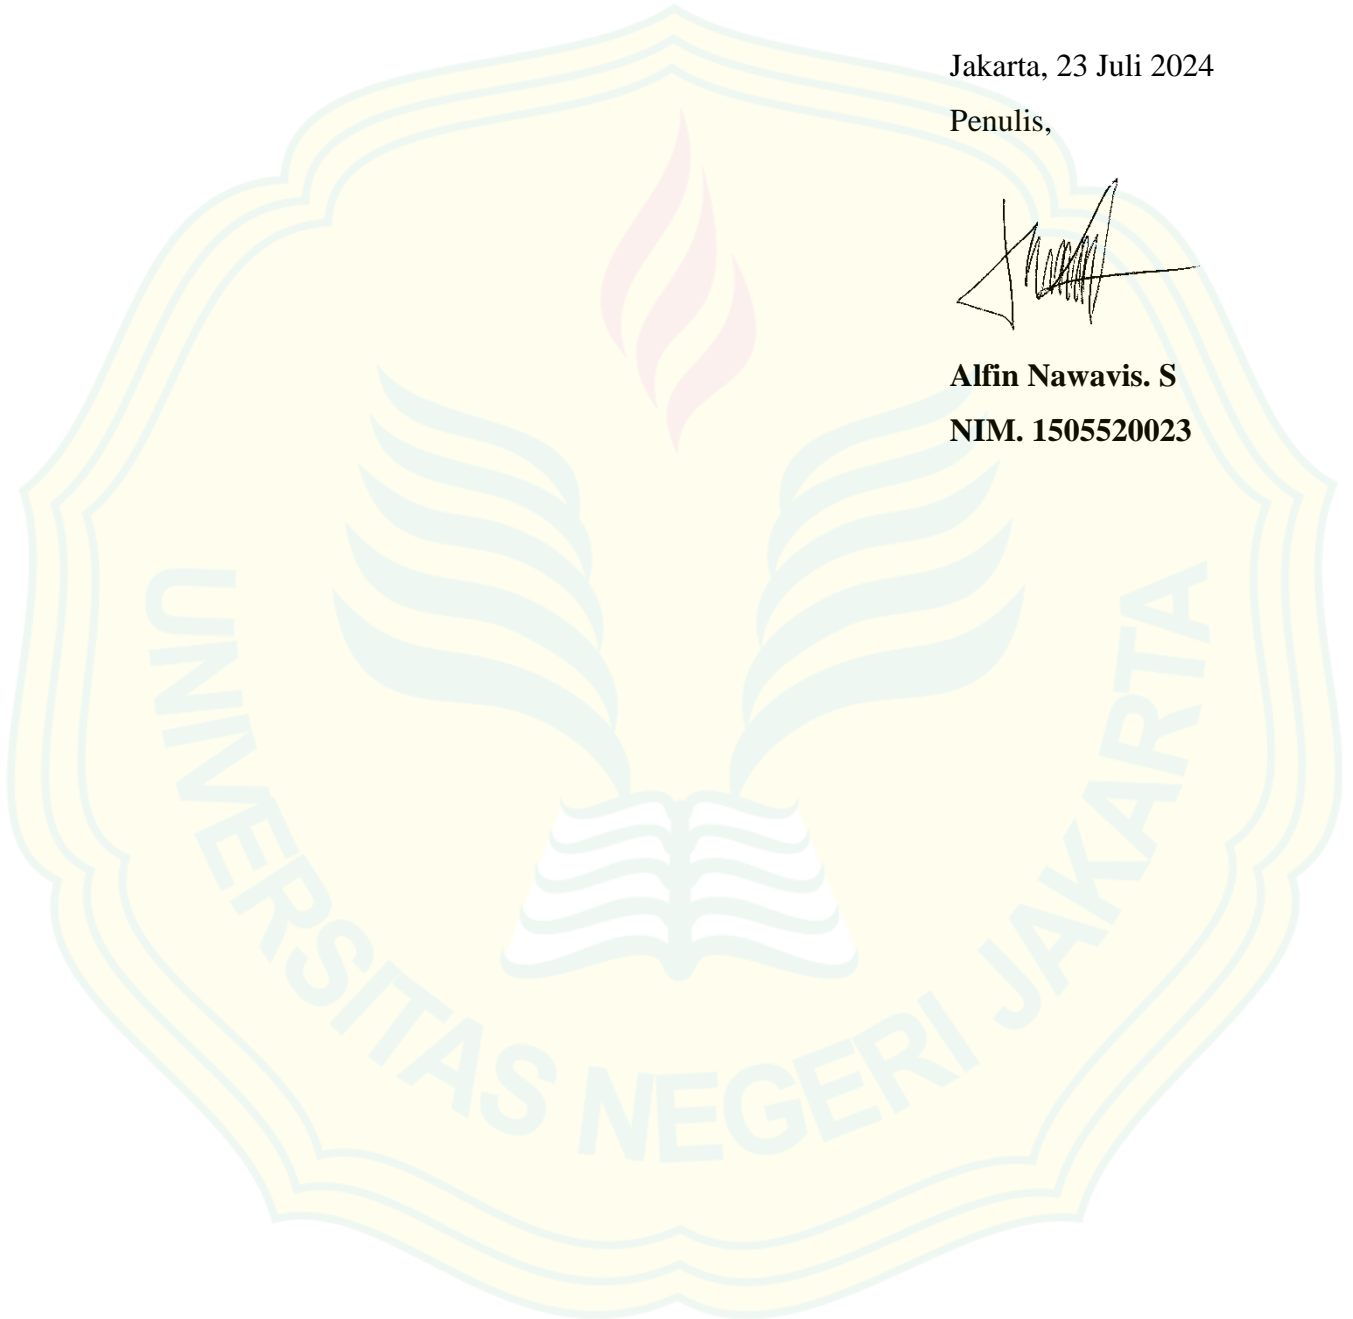 Jakarta, 23 Juli 2024
Penulis,
Alfin Nawavis. S
NIM. 1505520023
UNIVERSITAS NEGERI JAKARTA